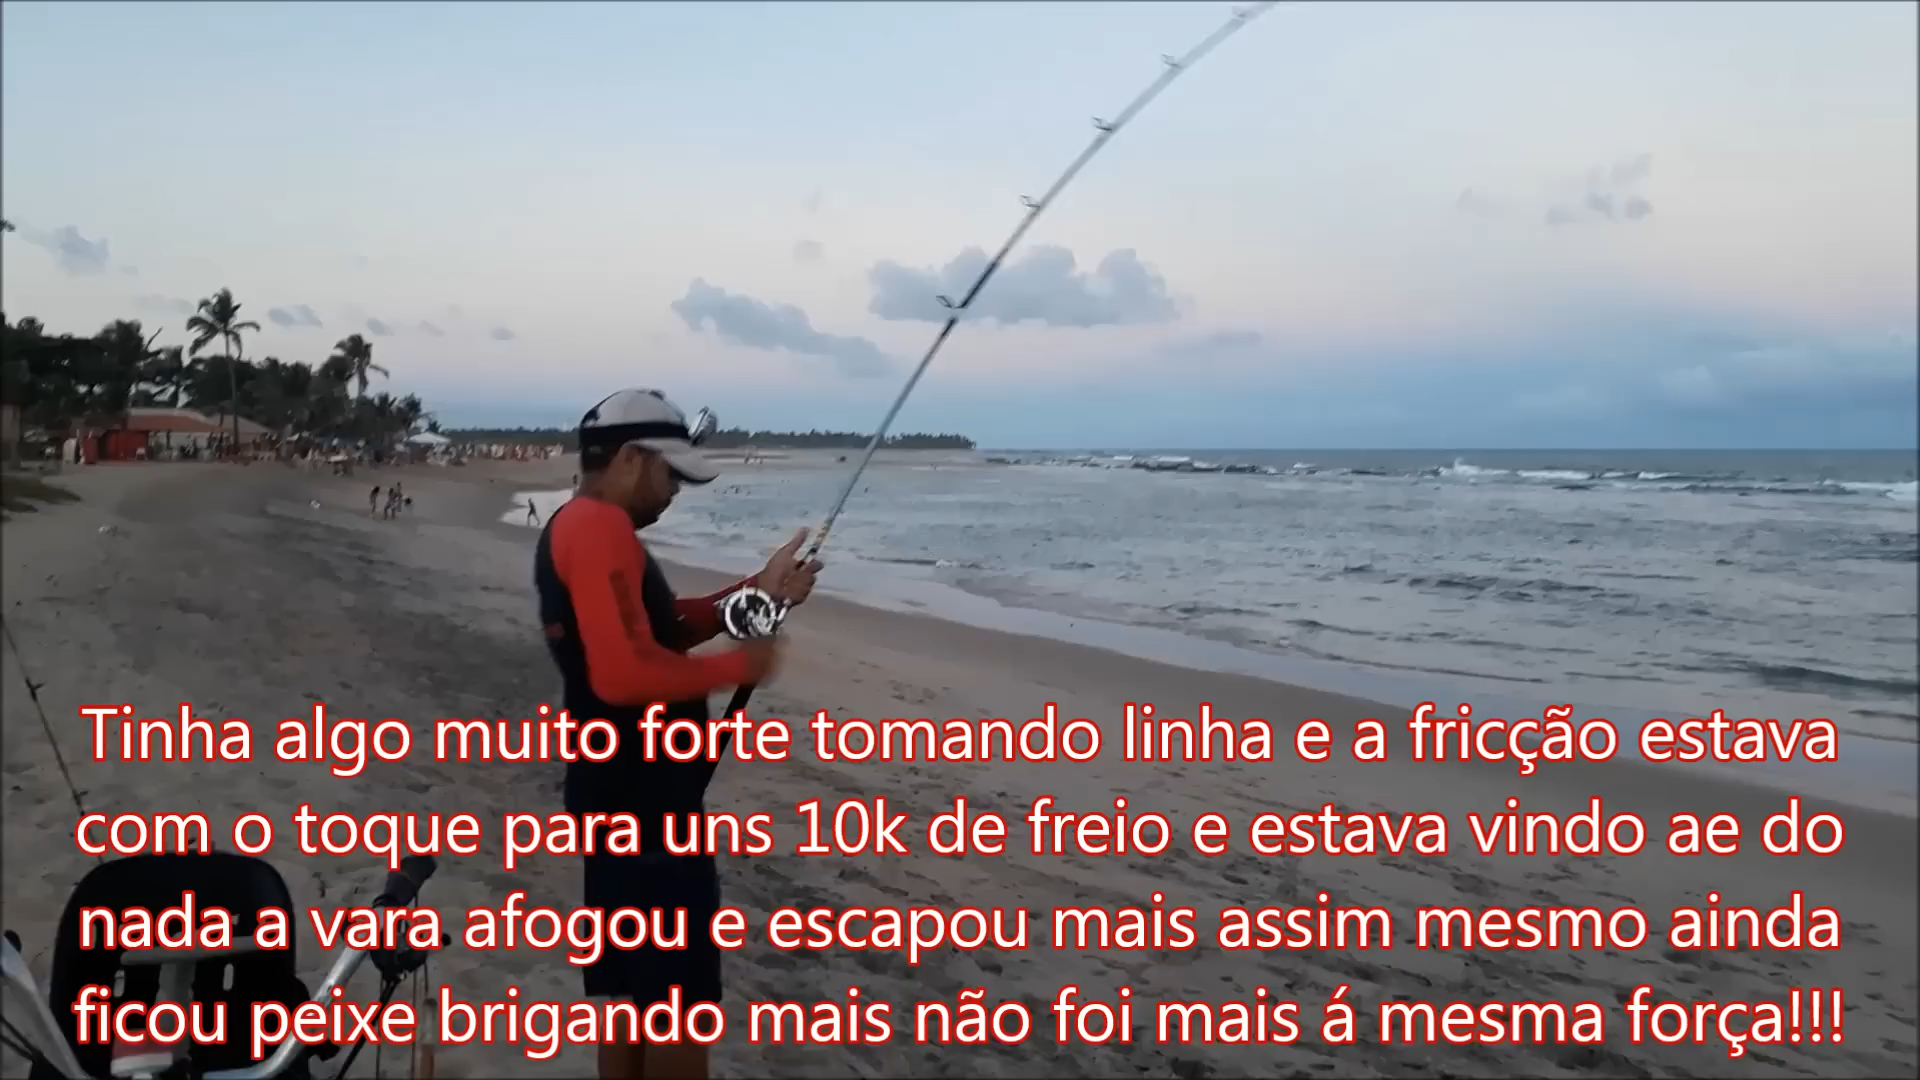 Tinha algo muito forte tomando linha e a fricção estava
com o toque para uns 10k de freio e estava vindo ae do
nada a vara afogou e escapou mais assim mesmo ainda
ficou peixe brigando mais não foi mais á mesma força!!!